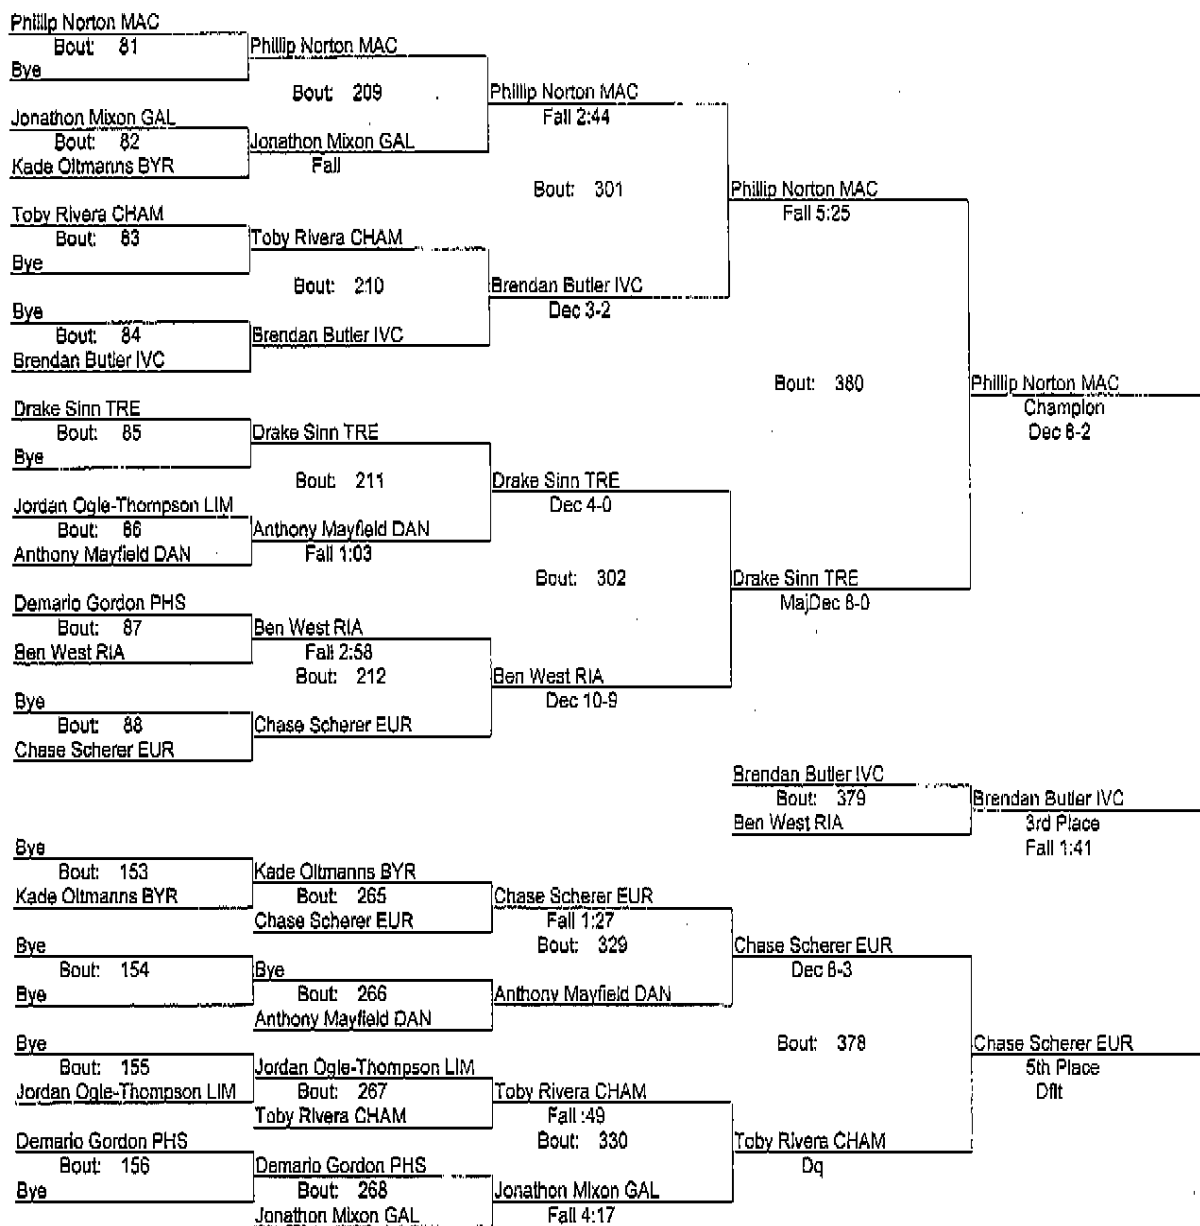 Phillip Norton MAC
Bout: 81
Bye
Phillip Norton MAC
Bout: 209
Jonathon Mixon GAL
Bout: 82
Kade Oltmanns BYR
Jonathon Mixon GAL
Fall
Phillip Norton MAC
Fall 2:44
Bout: 301
Toby Rivera CHAM
Bout: 83
Bye
Toby Rivera CHAM
Bout: 210
Bye
Bout: 84
Brendan Butler IVC
Brendan Butler IVC
Brendan Butler IVC
Dec 3-2
Phillip Norton MAC
Fall 5:25
Bout: 380
Drake Sinn TRE
Bout: 85
Bye
Drake Sinn TRE
Bout: 211
Jordan Ogle-Thompson LIM
Bout: 86
Anthony Mayfield DAN
Anthony Mayfield DAN
Fall 1:03
Drake Sinn TRE
Dec 4-0
Bout: 302
Demario Gordon PHS
Bout: 87
Ben West RIA
Ben West RIA
Fall 2:58
Bout: 212
Bye
Bout: 88
Chase Scherer EUR
Chase Scherer EUR
Ben West RIA
Dec 10-9
Drake Sinn TRE
MajDec 8-0
Phillip Norton MAC
Champion
Dec 6-2
Brendan Butler IVC
Bout: 379
Ben West RIA
Brendan Butler IVC
3rd Place
Fall 1:41
Bye
Bout: 153
Kade Oltmanns BYR
Kade Oltmanns BYR
Bout: 265
Chase Scherer EUR
Chase Scherer EUR
Fall 1:27
Bout: 329
Bye
Bout: 154
Bye
Bye
Bout: 266
Anthony Mayfield DAN
Anthony Mayfield DAN
Chase Scherer EUR
Dec 8-3
Bout: 378
Bye
Bout: 155
Jordan Ogle-Thompson LIM
Jordan Ogle-Thompson LIM
Bout: 267
Toby Rivera CHAM
Toby Rivera CHAM
Fall :49
Bout: 330
Demario Gordon PHS
Bout: 156
Bye
Demario Gordon PHS
Bout: 268
Jonathon Mixon GAL
Jonathon Mixon GAL
Fall 4:17
Toby Rivera CHAM
Dq
Chase Scherer EUR
5th Place
Dflt